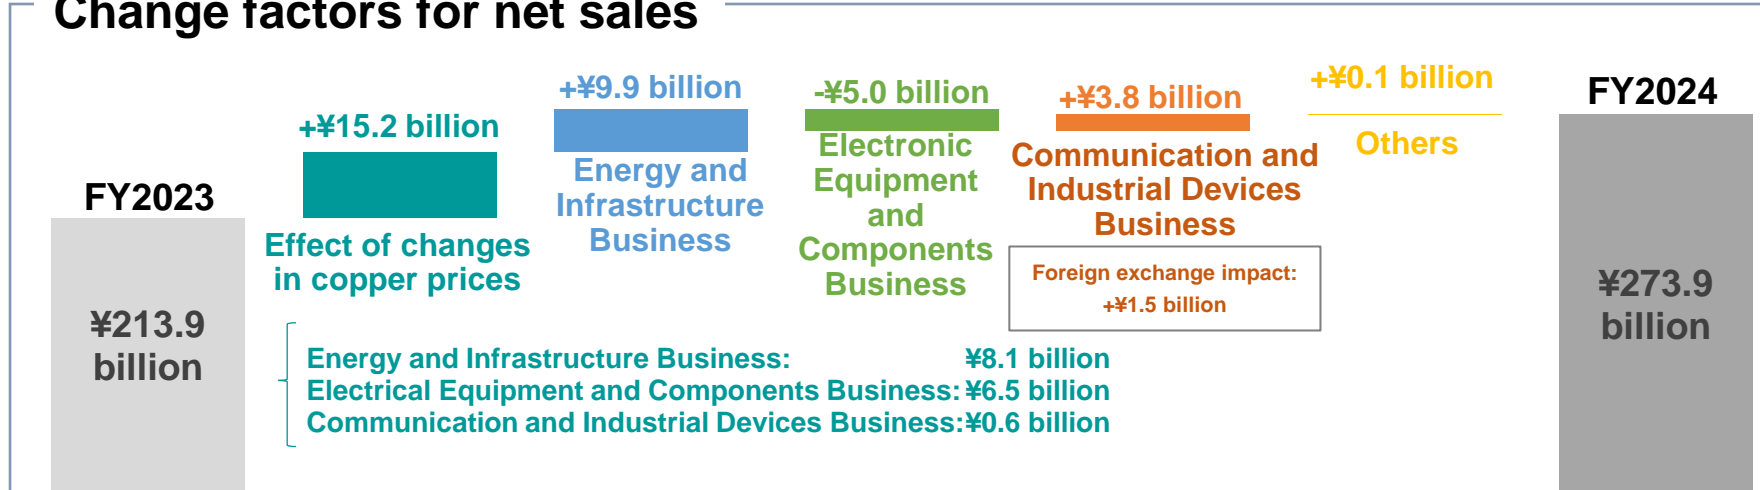 Change factors for net sales
FY2023
¥213.9
billion
+¥15.2 billion
Effect of changes
in copper prices
+¥9.9 billion
Energy and
Infrastructure
Business
-¥5.0 billion
Electronic
Equipment
and
Components
Business
+¥3.8 billion
Communication and
Industrial Devices
Business
Foreign exchange impact:
+¥1.5 billion
+¥0.1 billion
Others
FY2024
¥273.9
billion
Energy and Infrastructure Business: ¥8.1 billion
Electrical Equipment and Components Business: ¥6.5 billion
Communication and Industrial Devices Business: ¥0.6 billion